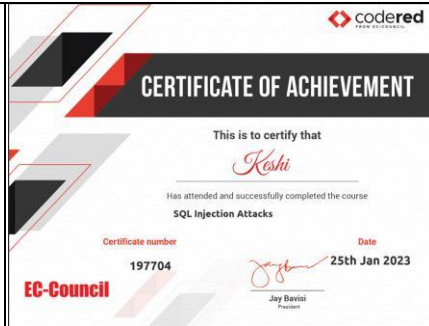 codered
FROM EC-COUNCIL
CERTIFICATE OF ACHIEVEMENT
This is to certify that
Keshi
Has attended and successfully completed the course
SQL Injection Attacks
Certificate number
197704
Date
25th Jan 2023
EC-Council
Jay Bavisi
President